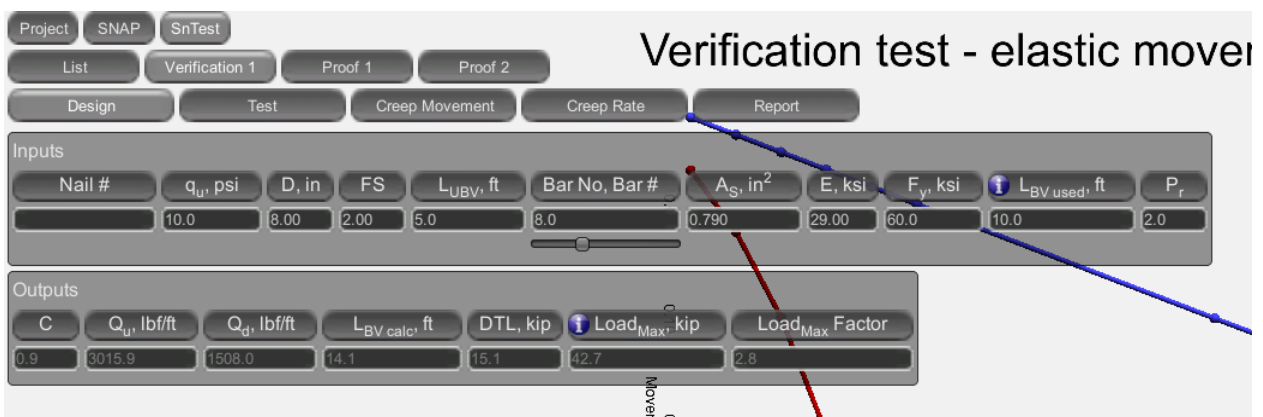 Project SNAP SnTest
Verification test - elastic mover
List Verification 1 Proof 1 Proof 2
Design Test Creep Movement Creep Rate Report
Inputs
Nail # qu, psi D, in FS LUBV, ft Bar No, Bar # AS, in2 E, ksi Fy, ksi LBV used, ft Pr
10.0 8.00 2.00 5.0 8.0 0.790 29.00 60.0 10.0 2.0
Outputs
C Qu, lbf/ft Qd, lbf/ft LBV calc, ft DTL, kip LoadMax, kip LoadMax Factor
0.9 3015.9 1508.0 14.1 15.1 42.7 2.8